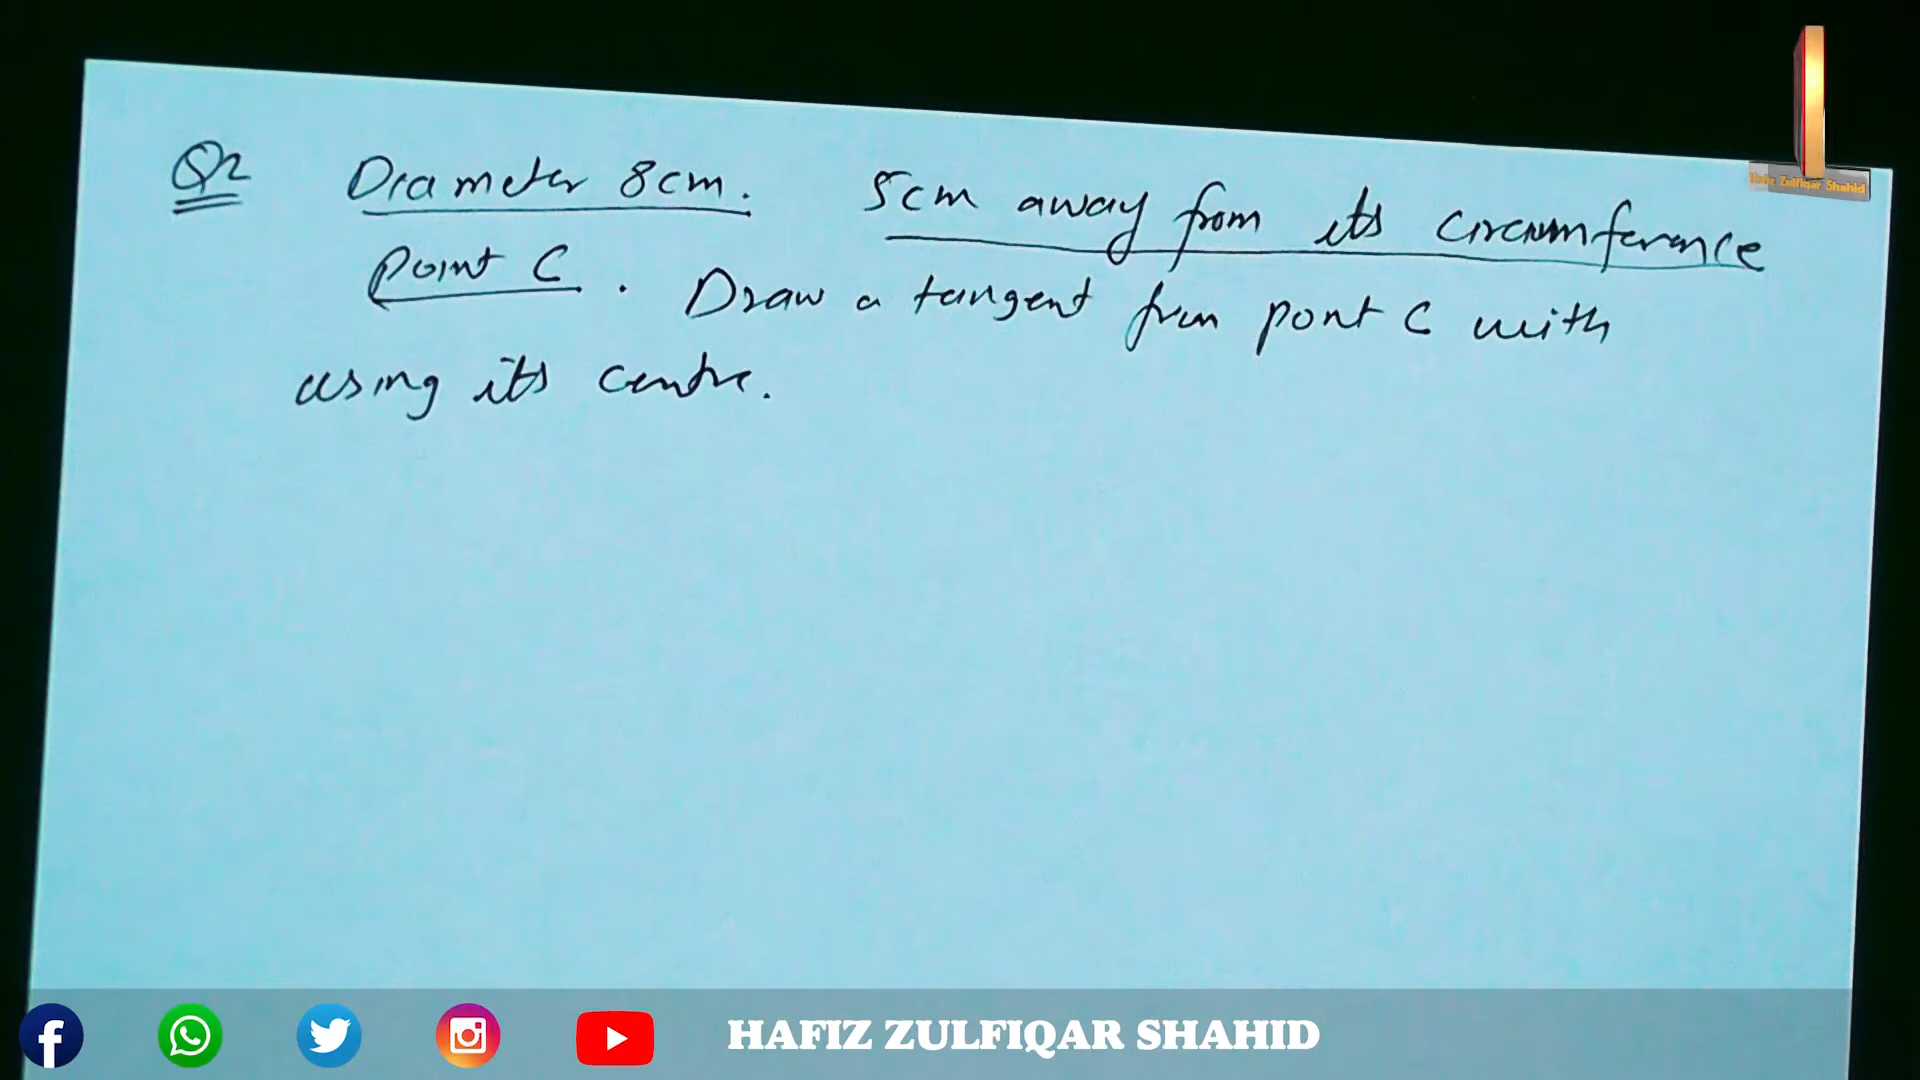 Q2 Diameter 8cm. 5cm away from its circumference
point C. Draw a tangent from point C with
using its centre.
Hafiz Zulfiqar Shahid
HAFIZ ZULFIQAR SHAHID